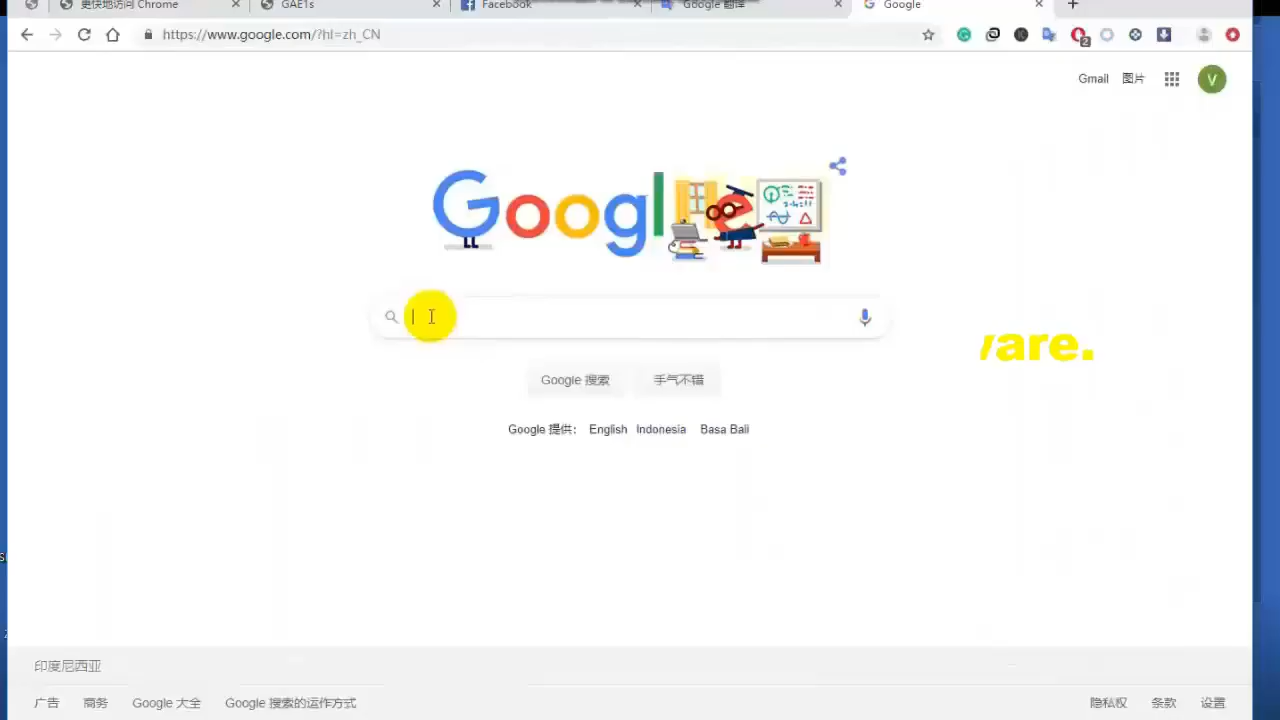 更快地访问 Chrome
GAE1s
Facebook
Google 翻译
Google
https://www.google.com/?hl=zh_CN
2
Gmail
图片
V
Google
Google 搜索
手气不错
Google 提供:
English
Indonesia
Basa Bali
are.
印度尼西亚
广告
商务
Google 大全
Google 搜索的运作方式
隐私权
条款
设置